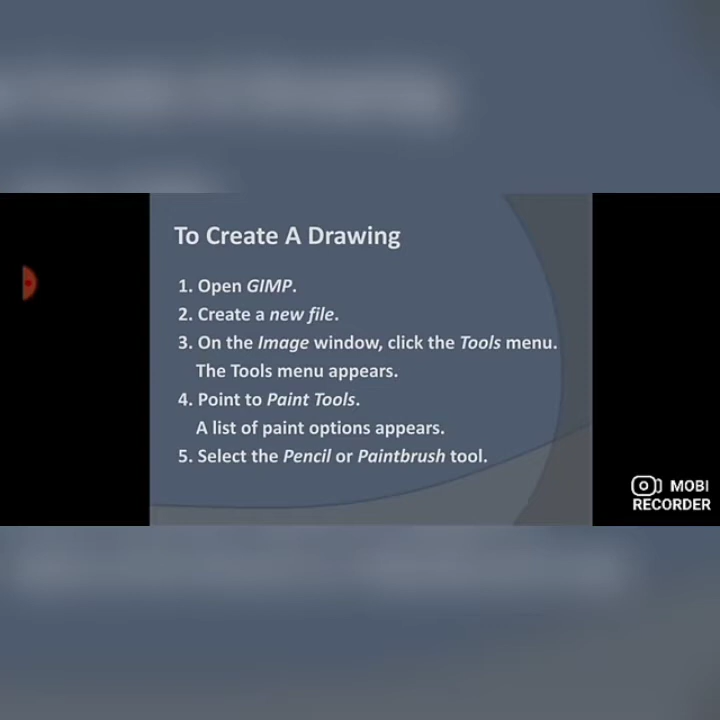 To Create A Drawing
1. Open GIMP.
2. Create a new file.
3. On the Image window, click the Tools menu.
The Tools menu appears.
4. Point to Paint Tools.
A list of paint options appears.
5. Select the Pencil or Paintbrush tool.
MOBI
RECORDER